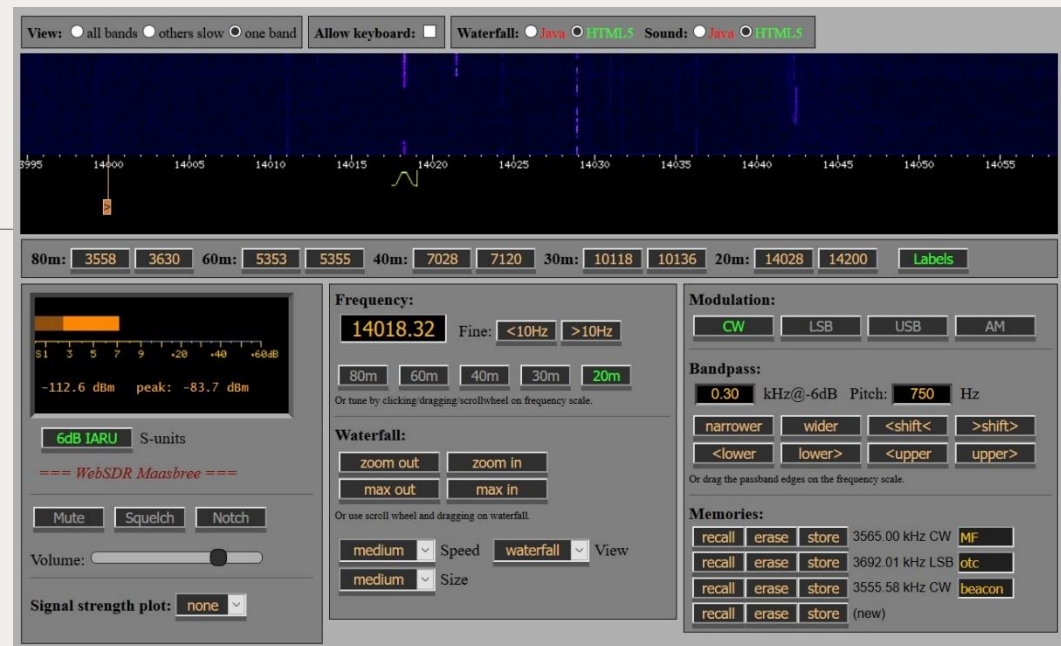 View: all bands others slow one band Allow keyboard: Waterfall: Java HTML5 Sound: Java HTML5
3995 14000 14005 14010 14015 14020 14025 14030 14035 14040 14045 14050 14055
>
80m: 3558 3630 60m: 5353 5355 40m: 7028 7120 30m: 10118 10136 20m: 14028 14200 Labels
S1 3 5 7 9 +20 +40 +60dB
-112.6 dBm peak: -83.7 dBm
6dB IARU S-units
=== WebSDR Maasbree ===
Mute Squelch Notch
Volume:
Signal strength plot: none
Frequency:
14018.32 Fine: <10Hz >10Hz
80m 60m 40m 30m 20m
Or tune by clicking/dragging/scrollwheel on frequency scale.
Waterfall:
zoom out zoom in
max out max in
Or use scroll wheel and dragging on waterfall.
medium Speed waterfall View
medium Size
Modulation:
CW LSB USB AM
Bandpass:
0.30 kHz@-6dB Pitch: 750 Hz
narrower wider <shift< >shift>
<lower lower> <upper upper>
Or drag the passband edges on the frequency scale.
Memories:
recall erase store 3565.00 kHz CW MF
recall erase store 3692.01 kHz LSB otc
recall erase store 3555.58 kHz CW beacon
recall erase store (new)